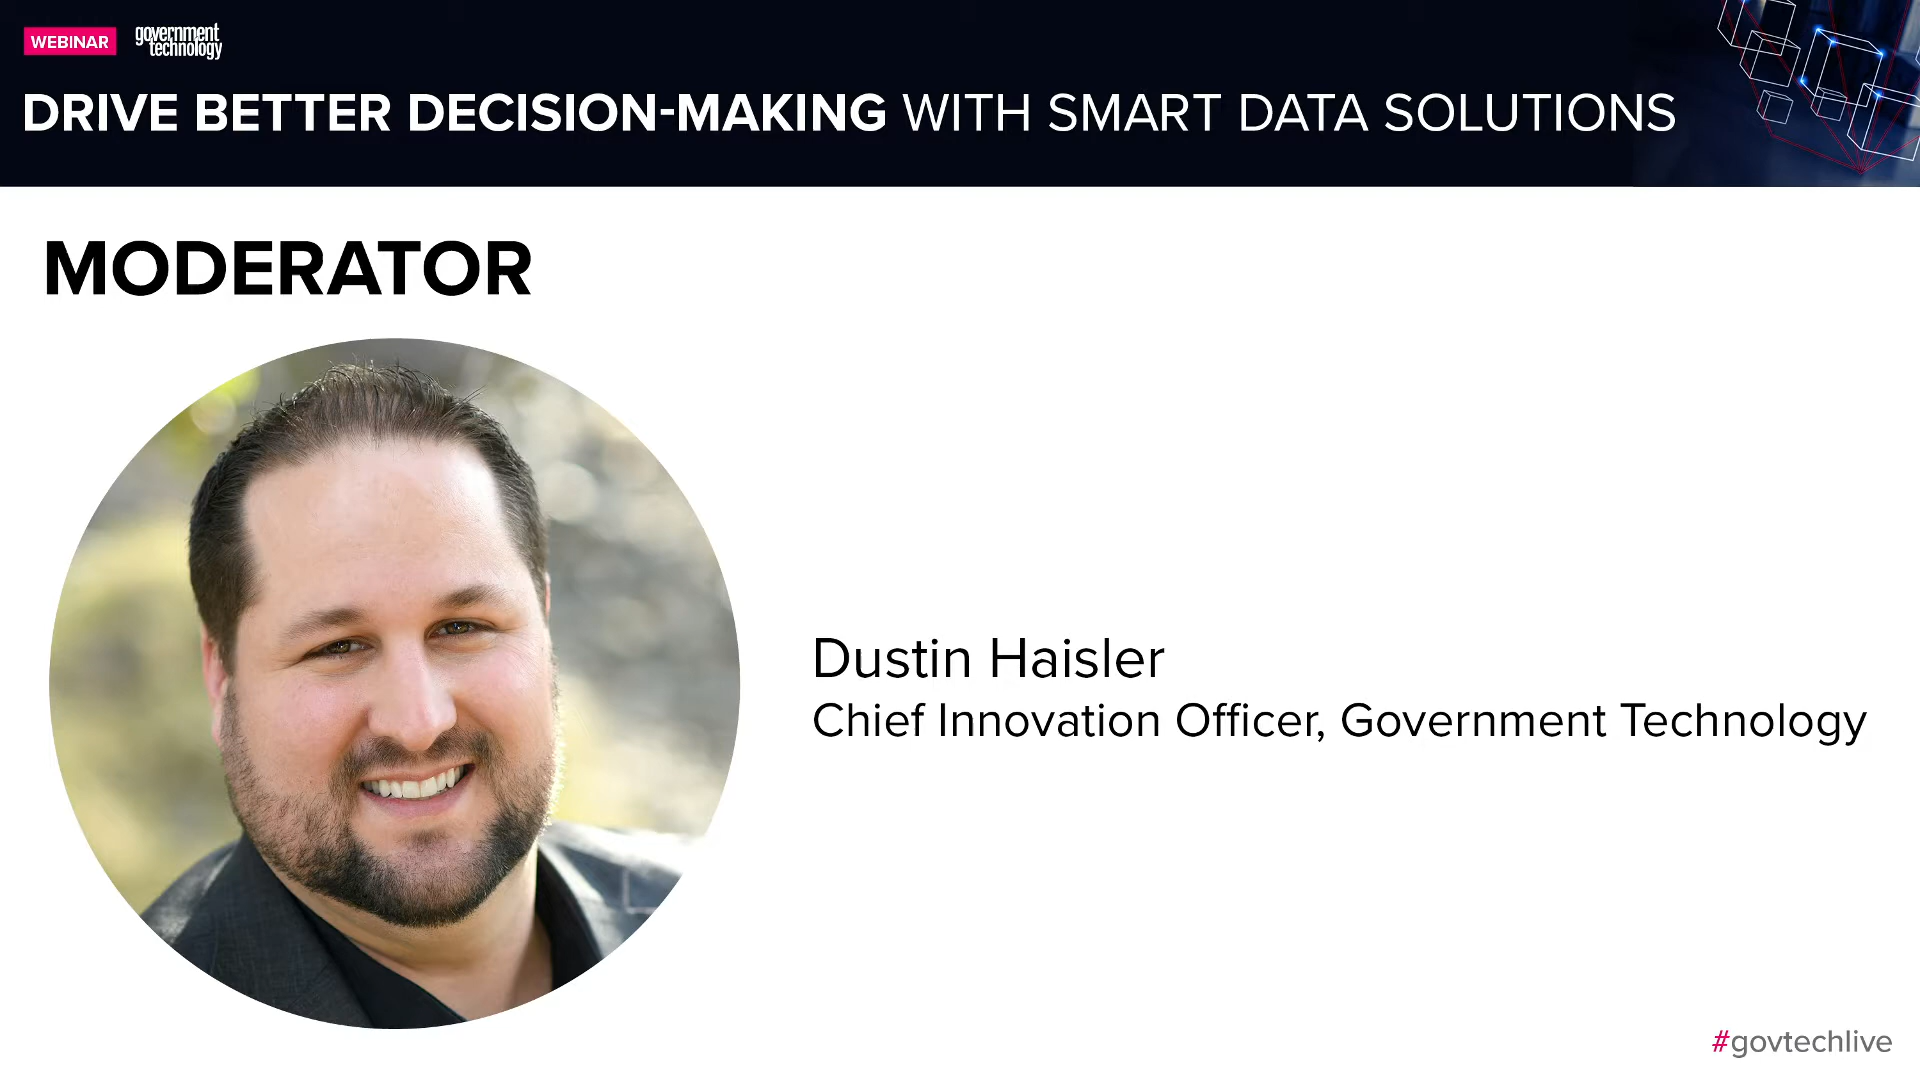 WEBINAR
government
technology
DRIVE BETTER DECISION-MAKING WITH SMART DATA SOLUTIONS
MODERATOR
Dustin Haisler
Chief Innovation Officer, Government Technology
#govtechlive